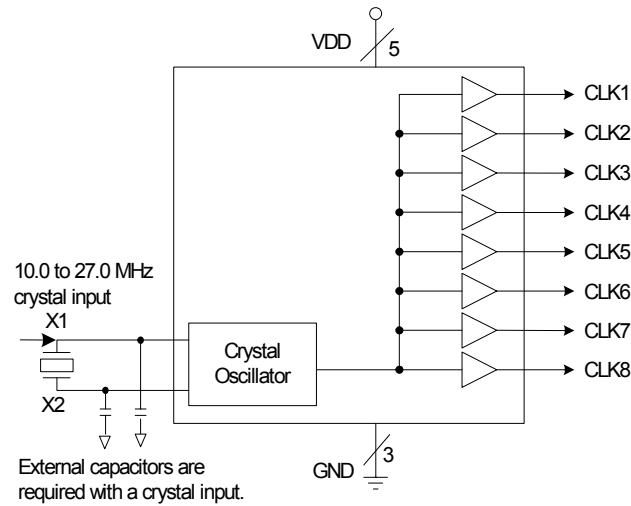 VDD
5
CLK1
CLK2
CLK3
CLK4
CLK5
CLK6
CLK7
CLK8
10.0 to 27.0 MHz
crystal input
X1
X2
Crystal
Oscillator
External capacitors are
required with a crystal input.
GND
3